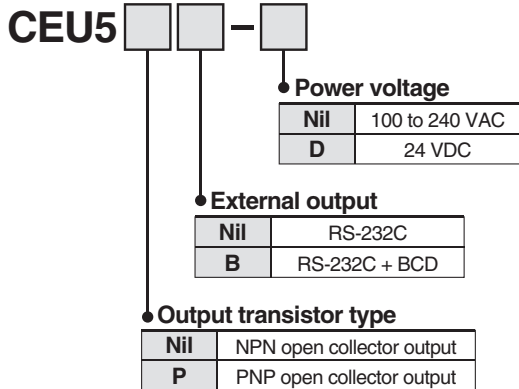 CEU5 –
Power voltage
Nil 100 to 240 VAC
D 24 VDC
External output
Nil RS-232C
B RS-232C + BCD
Output transistor type
Nil NPN open collector output
P PNP open collector output